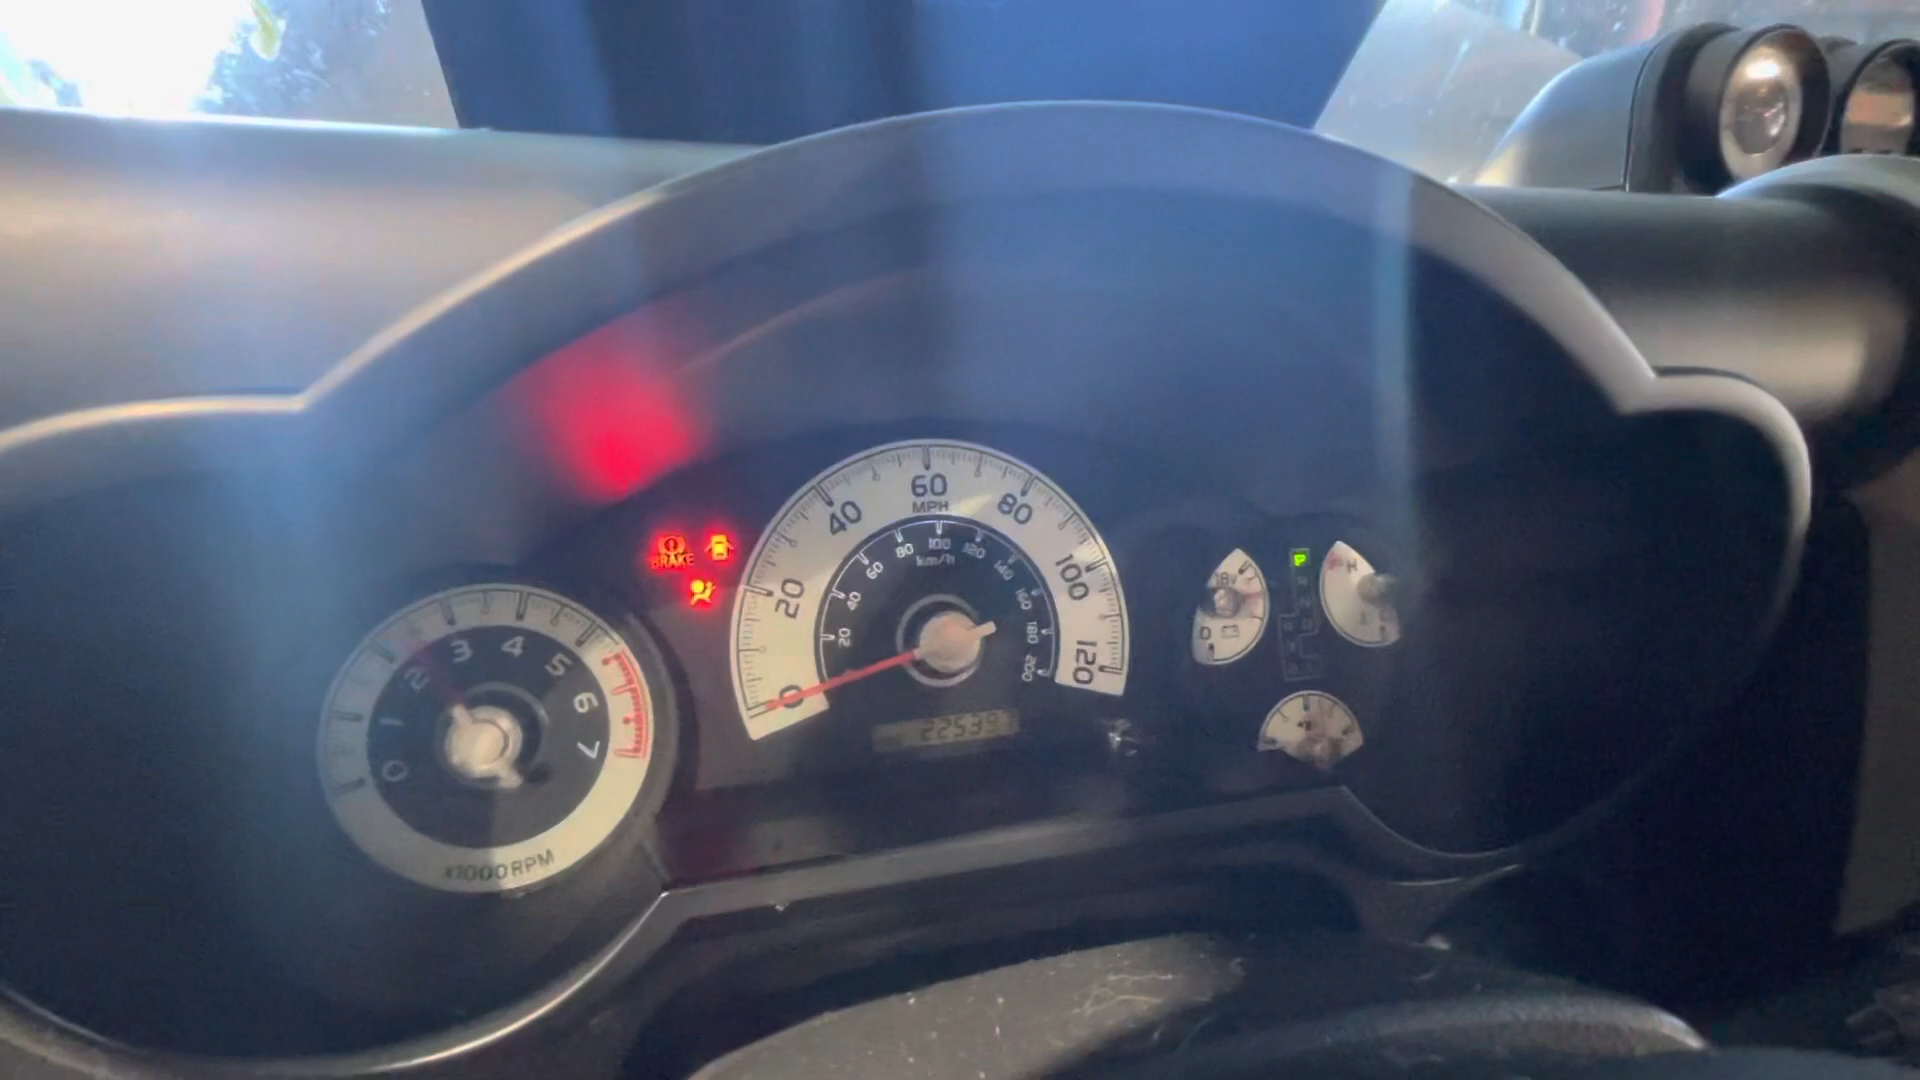 BRAKE
0 20 40 60 80 100 120
MPH
20 40 60 80 100 120 140 160 180 200
km/h
0 1 2 3 4 5 6 7
x1000RPM
22539
18V
P
H